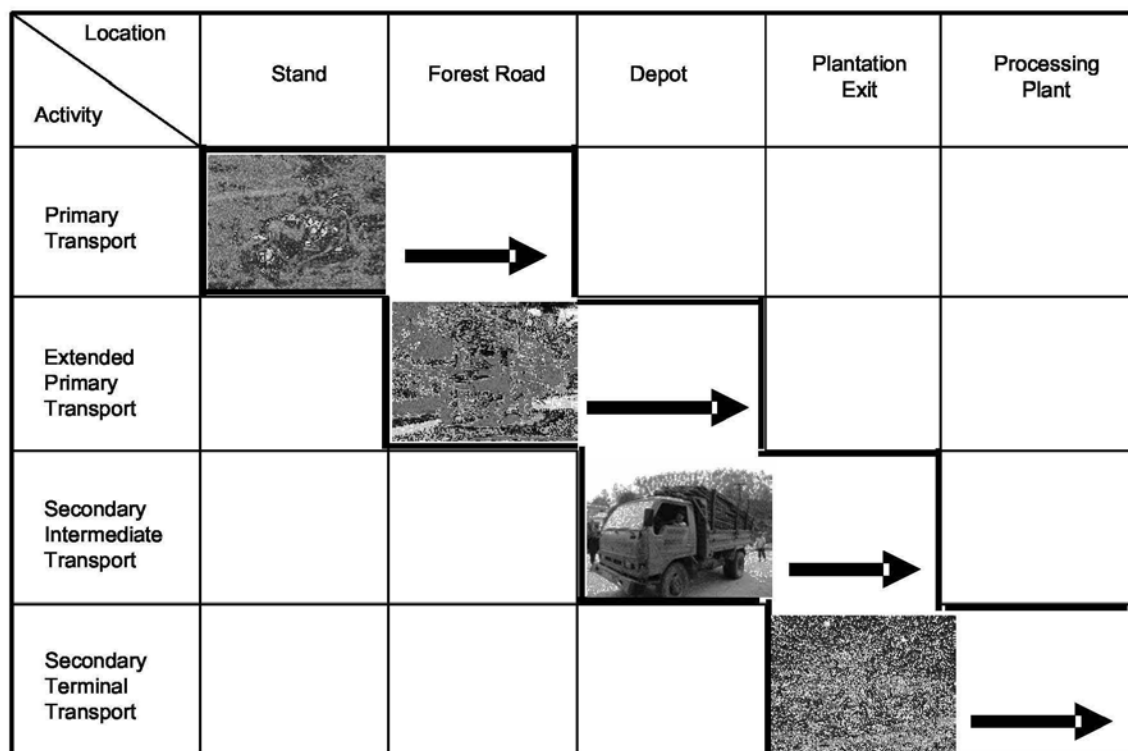 Location
Activity
Stand
Forest Road
Depot
Plantation
Exit
Processing
Plant
Primary
Transport
Extended
Primary
Transport
Secondary
Intermediate
Transport
Secondary
Terminal
Transport